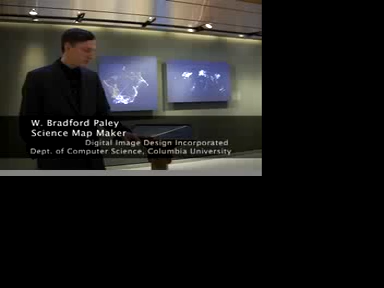 W. Bradford Paley
Science Map Maker
Digital Image Design Incorporated
Dept. of Computer Science, Columbia University